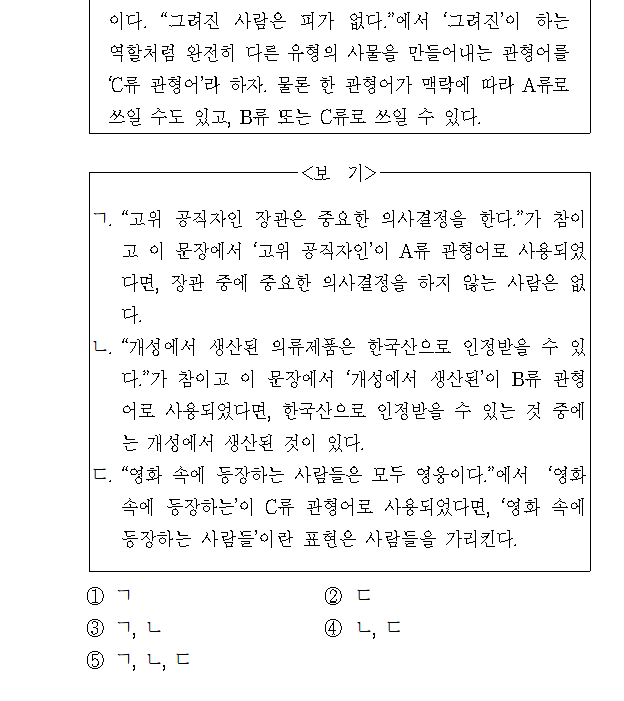 이다. “그려진 사람은 피가 없다.”에서 ‘그려진’이 하는
역할처럼 완전히 다른 유형의 사물을 만들어내는 관형어를
‘C류 관형어’라 하자. 물론 한 관형어가 맥락에 따라 A류로
쓰일 수도 있고, B류 또는 C류로 쓰일 수 있다.
<보 기>
ㄱ. “고위 공직자인 장관은 중요한 의사결정을 한다.”가 참이
고 이 문장에서 ‘고위 공직자인’이 A류 관형어로 사용되었
다면, 장관 중에 중요한 의사결정을 하지 않는 사람은 없
다.
ㄴ. “개성에서 생산된 의류제품은 한국산으로 인정받을 수 있
다.”가 참이고 이 문장에서 ‘개성에서 생산된’이 B류 관형
어로 사용되었다면, 한국산으로 인정받을 수 있는 것 중에
는 개성에서 생산된 것이 있다.
ㄷ. “영화 속에 등장하는 사람들은 모두 영웅이다.”에서 ‘영화
속에 등장하는’이 C류 관형어로 사용되었다면, ‘영화 속에
등장하는 사람들’이란 표현은 사람들을 가리킨다.
① ㄱ ② ㄷ
③ ㄱ, ㄴ ④ ㄴ, ㄷ
⑤ ㄱ, ㄴ, ㄷ